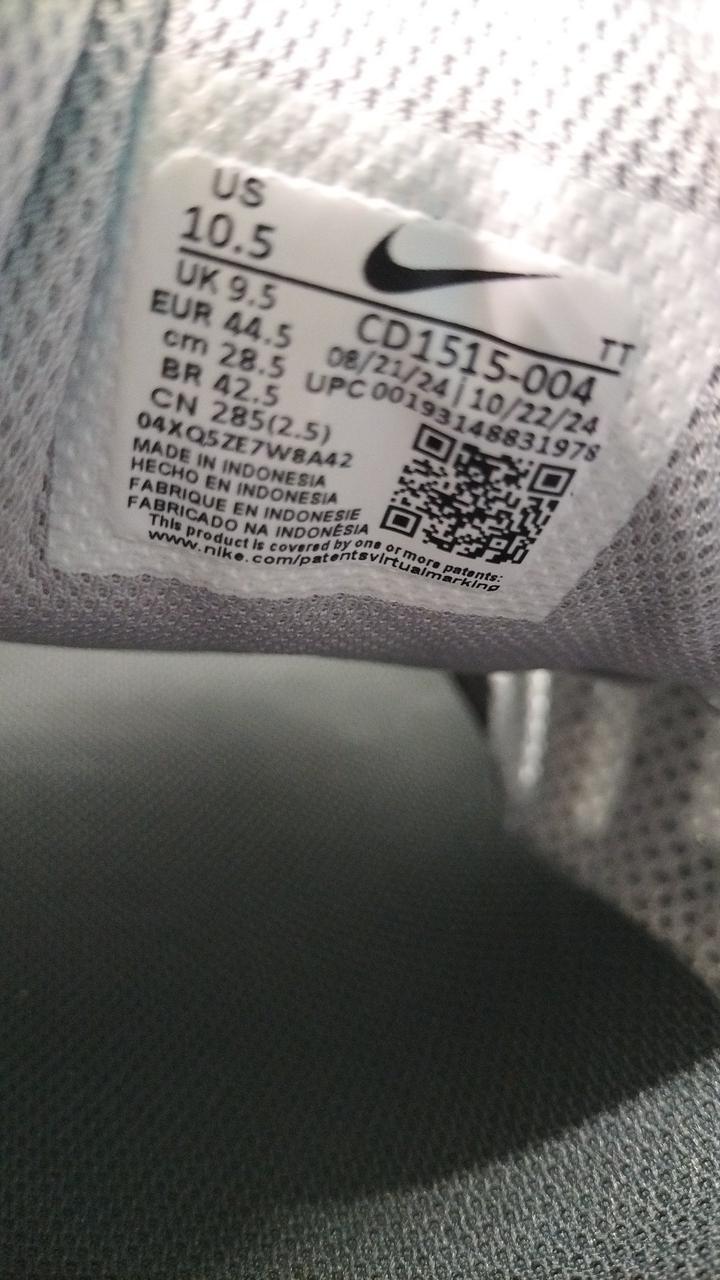 US
10.5
UK 9.5
EUR 44.5
cm 28.5
BR 42.5
CN 285(2.5)
04XQ5ZE7W8A42
MADE IN INDONESIA
HECHO EN INDONESIA
FABRIQUE EN INDONESIE
FABRICADO NA INDONÉSIA
This product is covered by one or more patents:
www.nike.com/patentsvirtualmarking
TT
CD1515-004
08/21/24 | 10/22/24
UPC 00193148831978